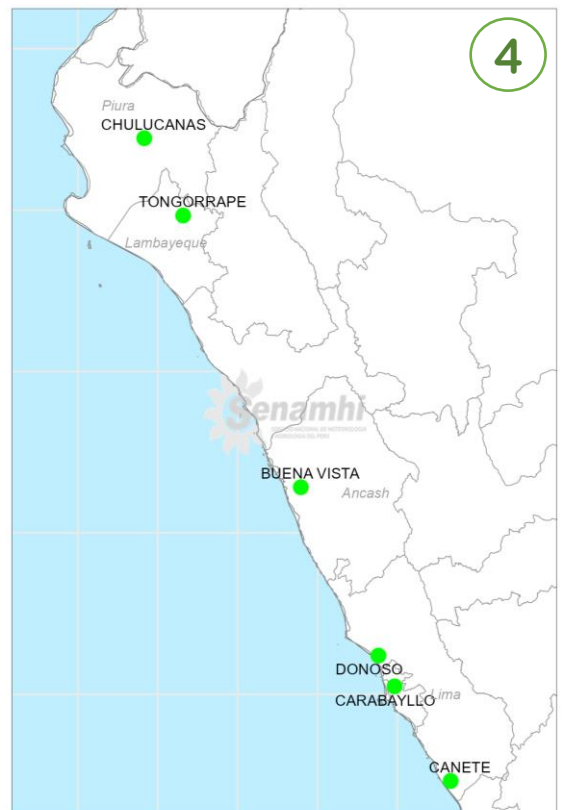 4
Piura
CHULUCANAS
TONGORRAPE
Lambayeque
Senamhi
BUENA VISTA
Ancash
DONOSO
CARABAYLLO
Lima
CANETE